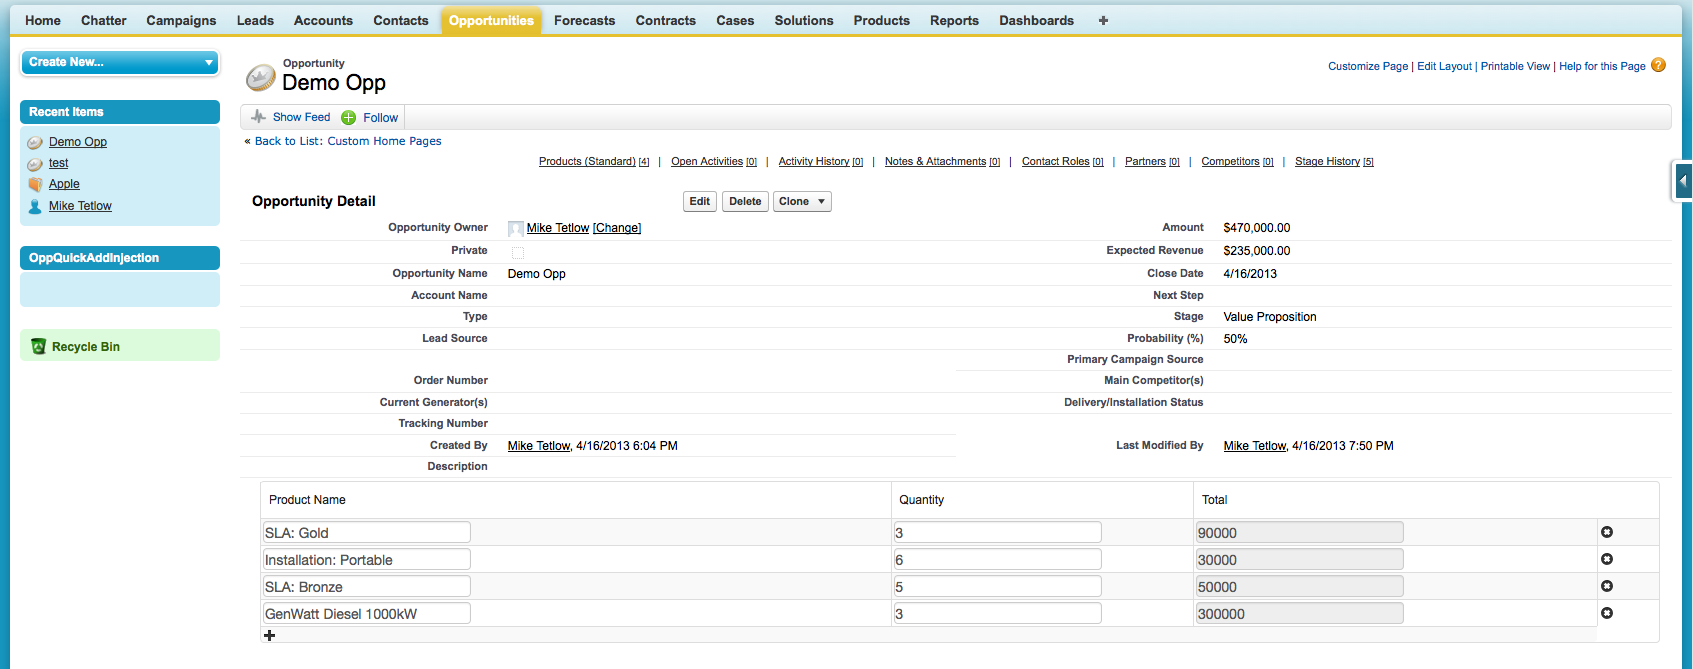 Home Chatter Campaigns Leads Accounts Contacts Opportunities Forecasts Contracts Cases Solutions Products Reports Dashboards +
Create New...
Recent Items
Demo Opp
test
Apple
Mike Tetlow
OppQuickAddInjection
Recycle Bin
Opportunity
Demo Opp
Customize Page | Edit Layout | Printable View | Help for this Page ?
Show Feed Follow
« Back to List: Custom Home Pages
Products (Standard) [4] | Open Activities [0] | Activity History [0] | Notes & Attachments [0] | Contact Roles [0] | Partners [0] | Competitors [0] | Stage History [5]
Opportunity Detail Edit Delete Clone
Opportunity Owner Mike Tetlow [Change] Amount $470,000.00
Private Expected Revenue $235,000.00
Opportunity Name Demo Opp Close Date 4/16/2013
Account Name Next Step
Type Stage Value Proposition
Lead Source Probability (%) 50%
Primary Campaign Source
Order Number Main Competitor(s)
Current Generator(s) Delivery/Installation Status
Tracking Number
Created By Mike Tetlow, 4/16/2013 6:04 PM Last Modified By Mike Tetlow, 4/16/2013 7:50 PM
Description
Product Name Quantity Total
SLA: Gold 3 90000
Installation: Portable 6 30000
SLA: Bronze 5 50000
GenWatt Diesel 1000kW 3 300000